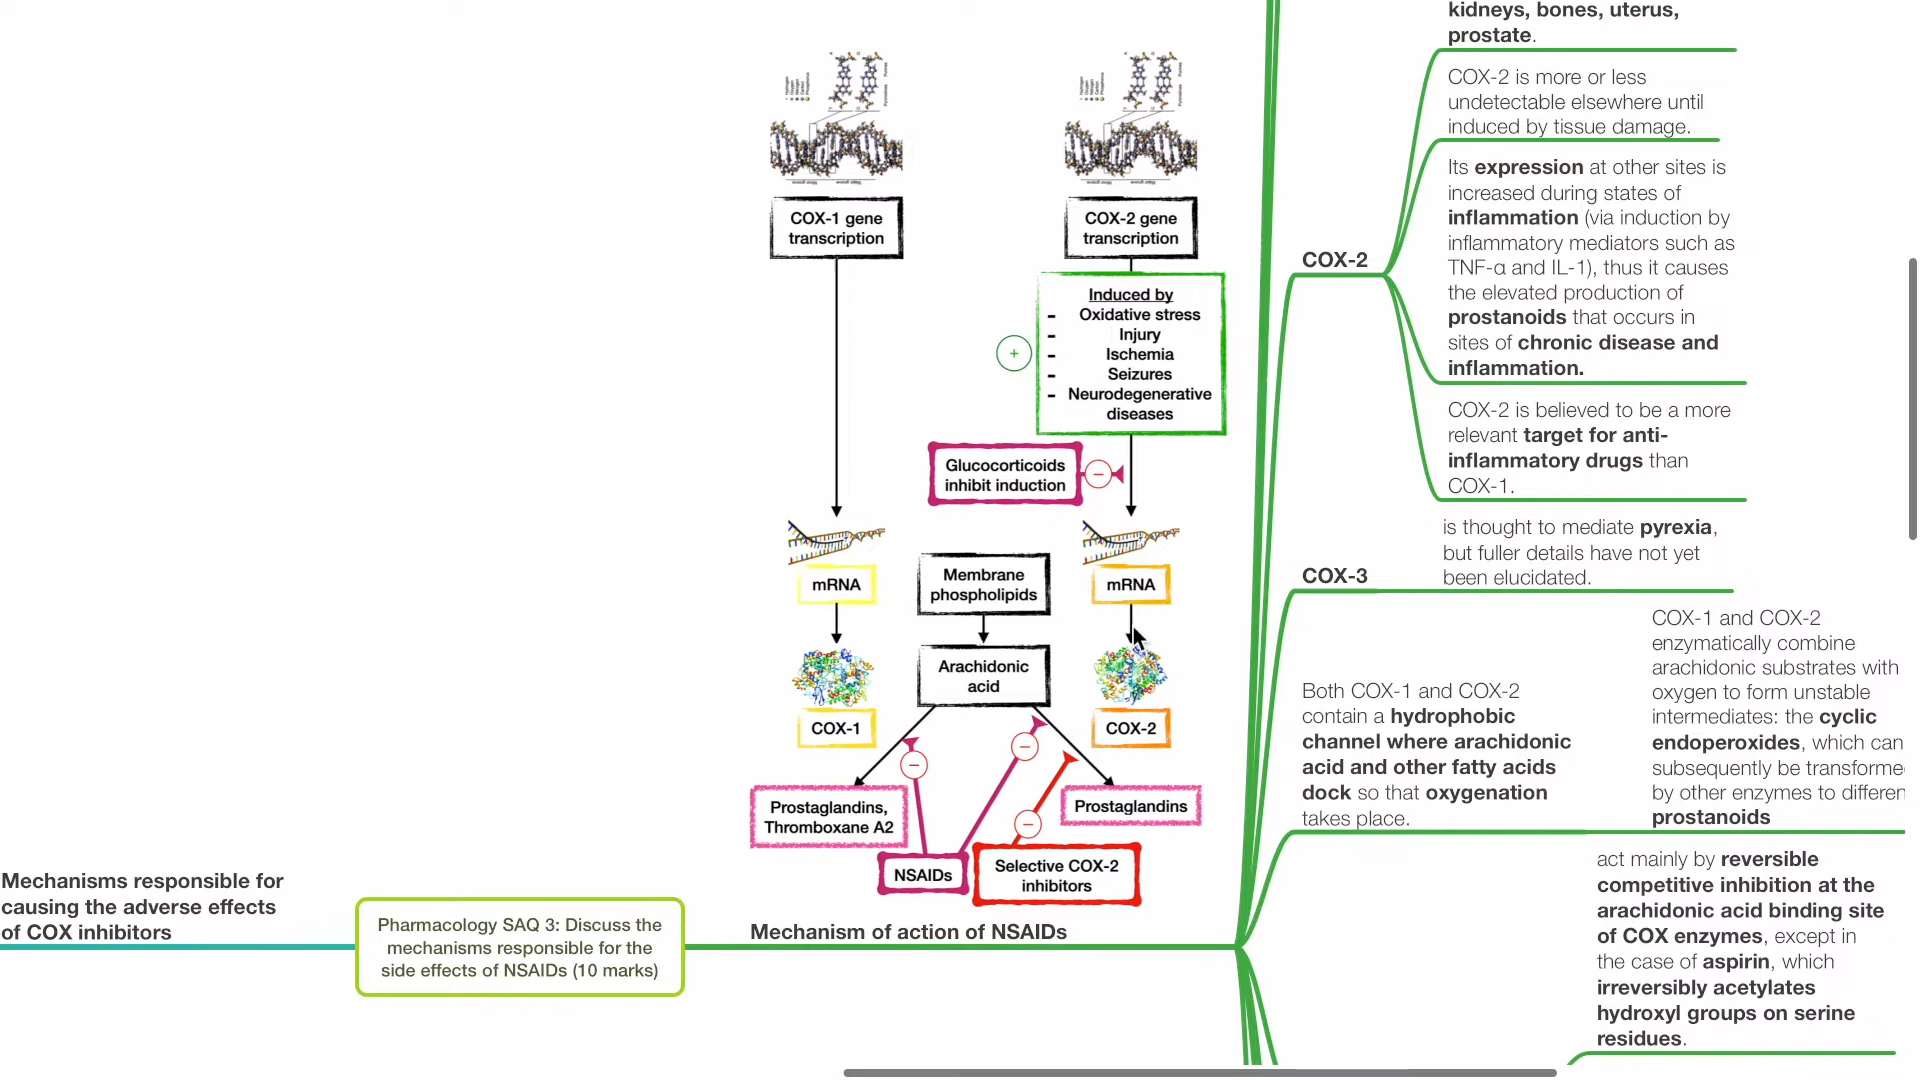 kidneys, bones, uterus,
prostate.
COX-2 is more or less
undetectable elsewhere until
induced by tissue damage.
Its expression at other sites is
increased during states of
inflammation (via induction by
inflammatory mediators such as
TNF-α and IL-1), thus it causes
the elevated production of
prostanoids that occurs in
sites of chronic disease and
inflammation.
COX-2
COX-2 is believed to be a more
relevant target for anti-
inflammatory drugs than
COX-1.
COX-3
is thought to mediate pyrexia,
but fuller details have not yet
been elucidated.
Both COX-1 and COX-2
contain a hydrophobic
channel where arachidonic
acid and other fatty acids
dock so that oxygenation
takes place.
COX-1 and COX-2
enzymatically combine
arachidonic substrates with
oxygen to form unstable
intermediates: the cyclic
endoperoxides, which can
subsequently be transforme
by other enzymes to differen
prostanoids
act mainly by reversible
competitive inhibition at the
arachidonic acid binding site
of COX enzymes, except in
the case of aspirin, which
irreversibly acetylates
hydroxyl groups on serine
residues.
COX-1 gene
transcription
COX-2 gene
transcription
Induced by
- Oxidative stress
- Injury
- Ischemia
- Seizures
- Neurodegenerative
diseases
+
Glucocorticoids
inhibit induction
−
mRNA
Membrane
phospholipids
mRNA
Arachidonic
acid
COX-1
COX-2
−
−
−
Prostaglandins,
Thromboxane A2
Prostaglandins
NSAIDs
Selective COX-2
inhibitors
Mechanism of action of NSAIDs
Pharmacology SAQ 3: Discuss the
mechanisms responsible for the
side effects of NSAIDs (10 marks)
Mechanisms responsible for
causing the adverse effects
of COX inhibitors